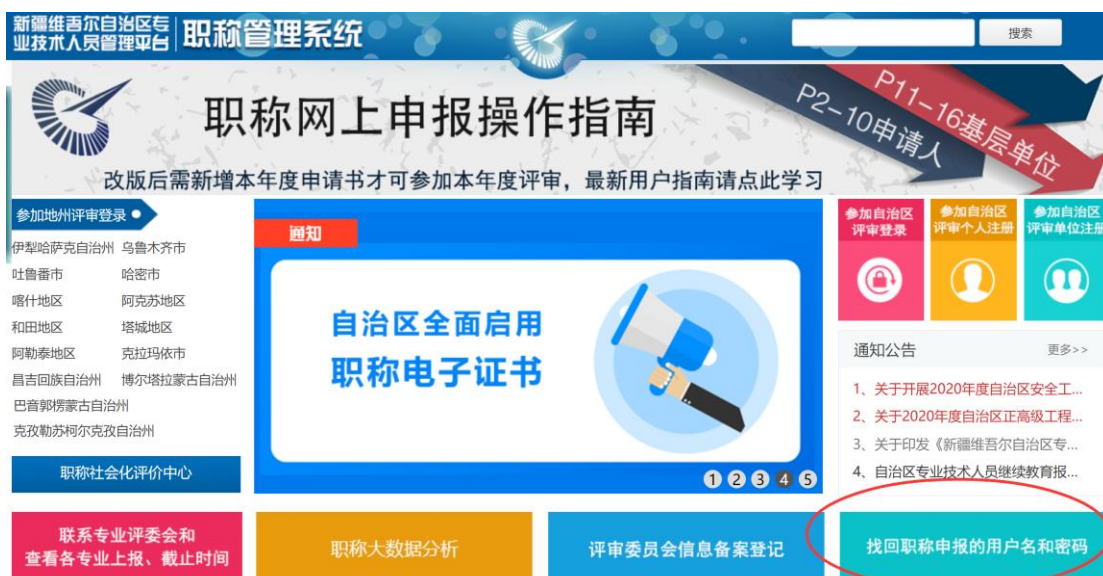 新疆维吾尔自治区专
业技术人员管理平台
职称管理系统
搜索
职称网上申报操作指南
P2-10申请人
P11-16基层单位
改版后需新增本年度申请书才可参加本年度评审，最新用户指南请点此学习
参加地州评审登录
伊犁哈萨克自治州 乌鲁木齐市
吐鲁番市 哈密市
喀什地区 阿克苏地区
和田地区 塔城地区
阿勒泰地区 克拉玛依市
昌吉回族自治州 博尔塔拉蒙古自治州
巴音郭楞蒙古自治州
克孜勒苏柯尔克孜自治州
职称社会化评价中心
通知
自治区全面启用
职称电子证书
1 2 3 4 5
参加自治区
评审登录
参加自治区
评审个人注册
参加自治区
评审单位注册
通知公告 更多>>
1、关于开展2020年度自治区安全工...
2、关于2020年度自治区正高级工程...
3、关于印发《新疆维吾尔自治区专...
4、自治区专业技术人员继续教育报...
联系专业评委会和
查看各专业上报、截止时间
职称大数据分析
评审委员会信息备案登记
找回职称申报的用户名和密码